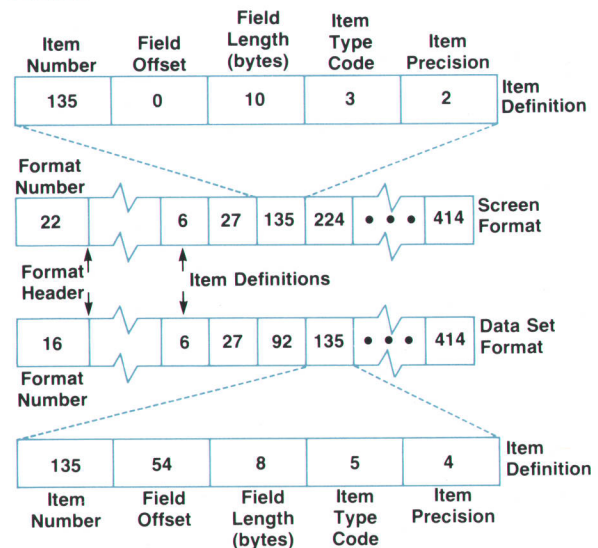 Item Number Field Offset Field Length (bytes) Item Type Code Item Precision
135 0 10 3 2 Item Definition
Format Number
22 6 27 135 224 • • • 414 Screen Format
Format Header Item Definitions
16 6 27 92 135 • • • 414 Data Set Format
Format Number
135 54 8 5 4 Item Definition
Item Number Field Offset Field Length (bytes) Item Type Code Item Precision